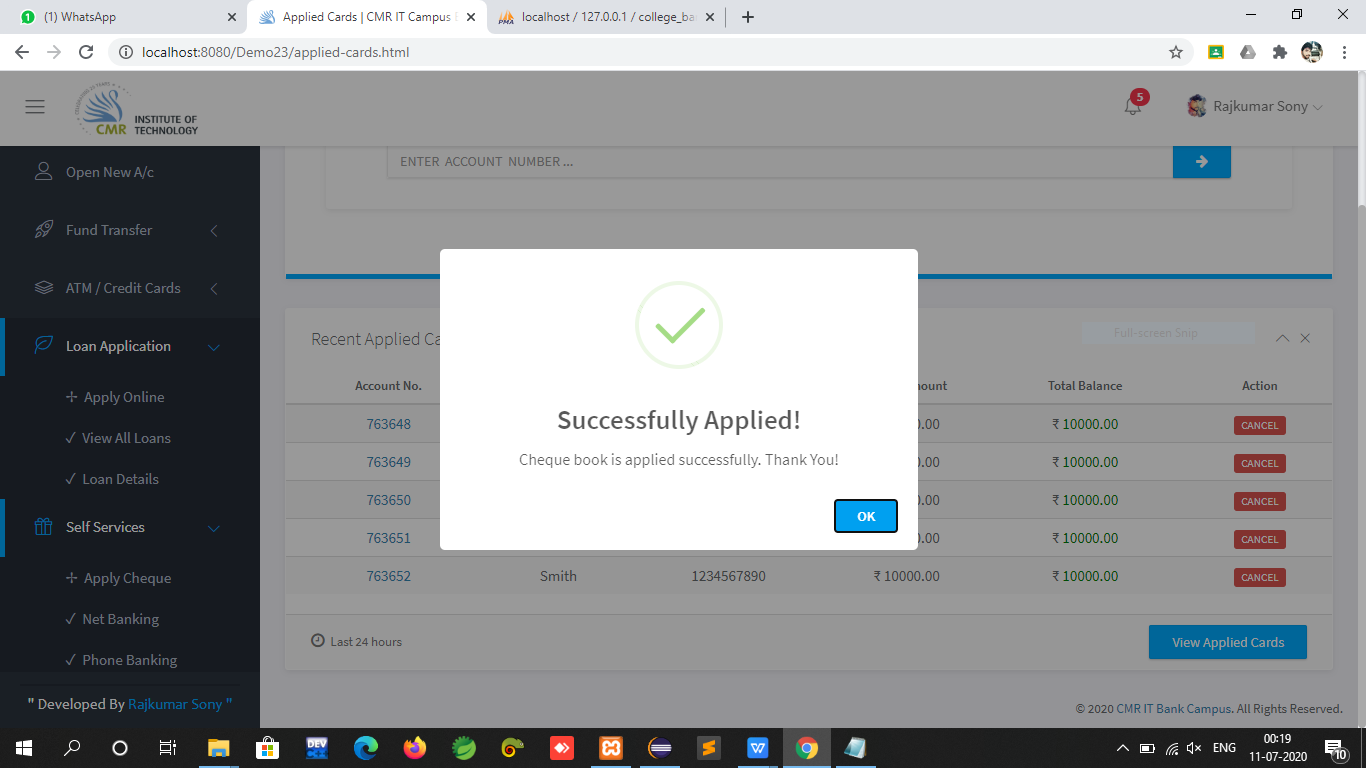 (1) WhatsApp
Applied Cards | CMR IT Campus
localhost / 127.0.0.1 / college_ba
localhost:8080/Demo23/applied-cards.html
CMR INSTITUTE OF
TECHNOLOGY
5
Rajkumar Sony
Open New A/c
Fund Transfer
ATM / Credit Cards
Loan Application
Apply Online
View All Loans
Loan Details
Self Services
Apply Cheque
Net Banking
Phone Banking
" Developed By Rajkumar Sony "
ENTER ACCOUNT NUMBER ...
Recent Applied Ca
Full-screen Snip
Account No. Total Balance Action
763648 ₹ 10000.00 CANCEL
763649 ₹ 10000.00 CANCEL
763650 ₹ 10000.00 CANCEL
763651 ₹ 10000.00 CANCEL
763652 Smith 1234567890 ₹ 10000.00 ₹ 10000.00 CANCEL
Successfully Applied!
Cheque book is applied successfully. Thank You!
OK
Last 24 hours
View Applied Cards
© 2020 CMR IT Bank Campus. All Rights Reserved.
DEV
ENG
00:19
11-07-2020
10